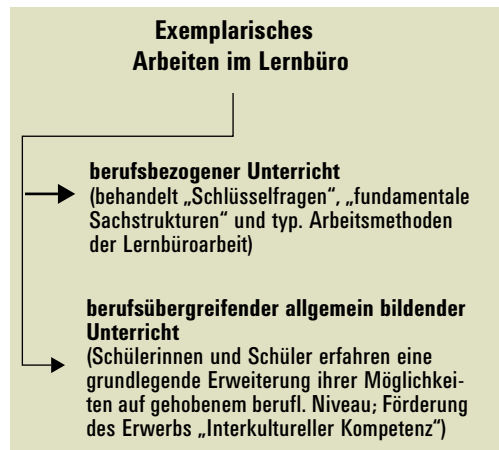 Exemplarisches
Arbeiten im Lernbüro
berufsbezogener Unterricht
(behandelt „Schlüsselfragen“, „fundamentale
Sachstrukturen“ und typ. Arbeitsmethoden
der Lernbüroarbeit)
berufsübergreifender allgemein bildender
Unterricht
(Schülerinnen und Schüler erfahren eine
grundlegende Erweiterung ihrer Möglichkei-
ten auf gehobenem berufl. Niveau; Förderung
des Erwerbs „Interkultureller Kompetenz“)